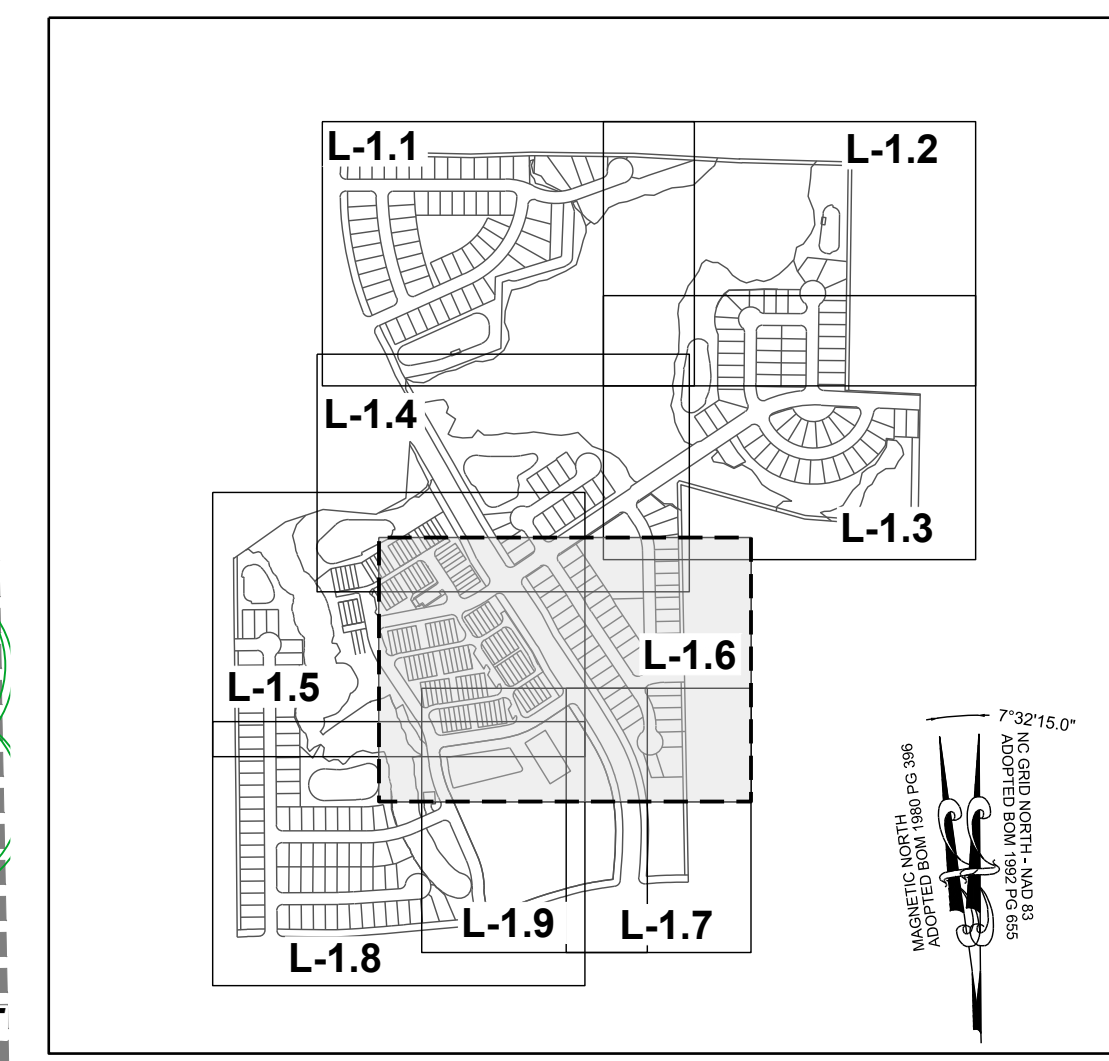 L-1.1
L-1.2
L-1.4
L-1.3
L-1.6
L-1.5
L-1.9
L-1.7
L-1.8
7°32'15.0"
MAGNETIC NORTH
ADOPTED BOM 1980 PG 396
NC GRID NORTH - NAD 83
ADOPTED BOM 1992 PG 655